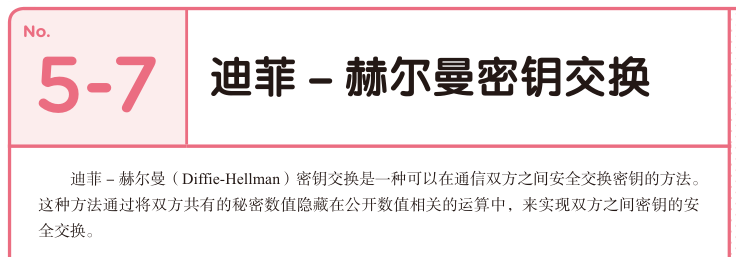 No.
5-7
迪菲 – 赫尔曼密钥交换
迪菲 – 赫尔曼（Diffie-Hellman）密钥交换是一种可以在通信双方之间安全交换密钥的方法。
这种方法通过将双方共有的秘密数值隐藏在公开数值相关的运算中，来实现双方之间密钥的安
全交换。